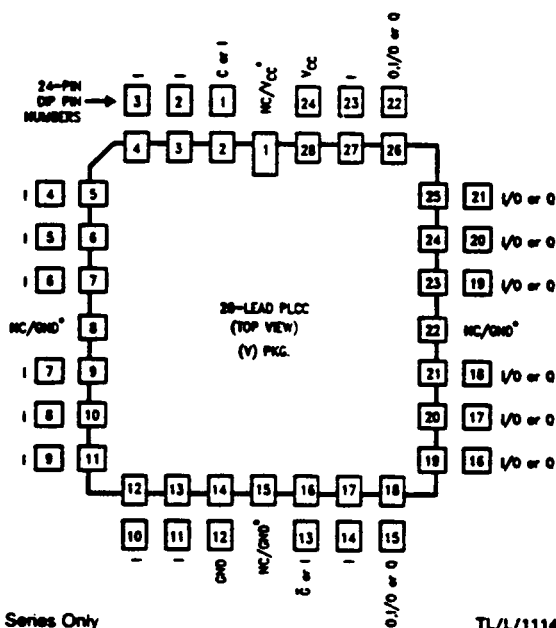 24-PIN
DIP PIN
NUMBERS
I I C or I NC/VCC* VCC I O,I/O or Q
3 2 1 24 23 22
4 3 2 1 28 27 26
I 4 5 25 21 I/O or Q
I 5 6 24 20 I/O or Q
I 6 7 23 19 I/O or Q
NC/GND* 8 22 NC/GND*
I 7 9 21 18 I/O or Q
I 8 10 20 17 I/O or Q
I 9 11 19 16 I/O or Q
28-LEAD PLCC
(TOP VIEW)
(V) PKG.
12 13 14 15 16 17 18
10 11 12 13 14 15
I I GND NC/GND* G or I I O,I/O or Q
Series Only
TL/L/1114